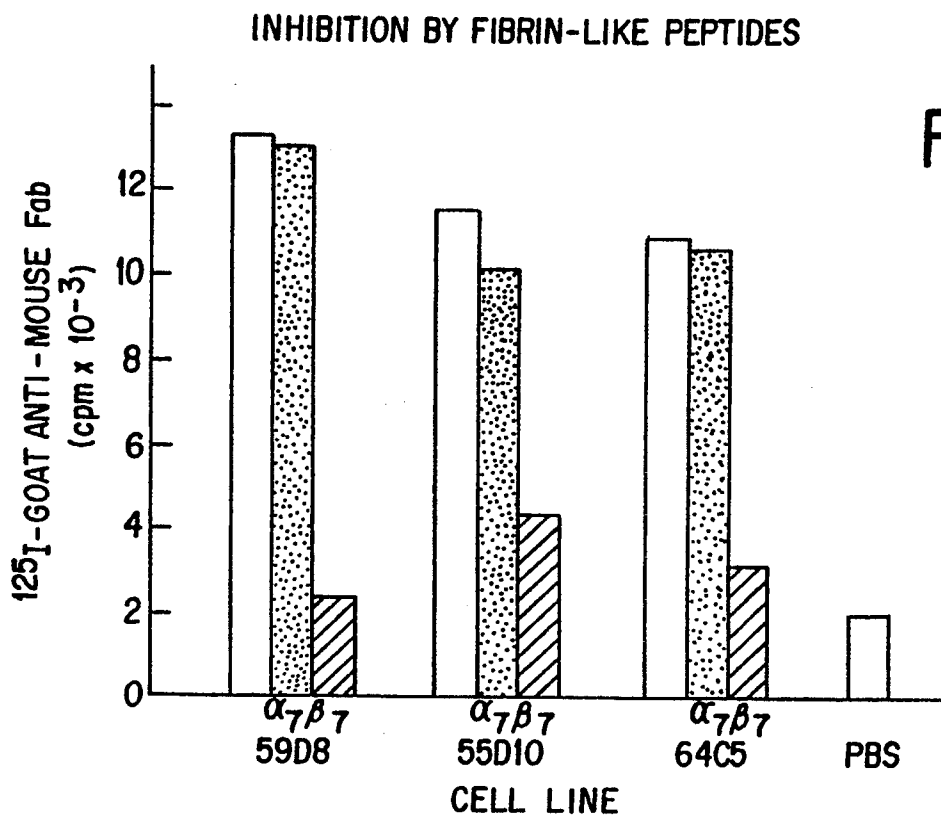 INHIBITION BY FIBRIN-LIKE PEPTIDES
F
¹²⁵I-GOAT ANTI-MOUSE Fab
(cpm x 10⁻³)
12
10
8
6
4
2
0
α₇β₇ α₇β₇ α₇β₇
59D8 55D10 64C5 PBS
CELL LINE